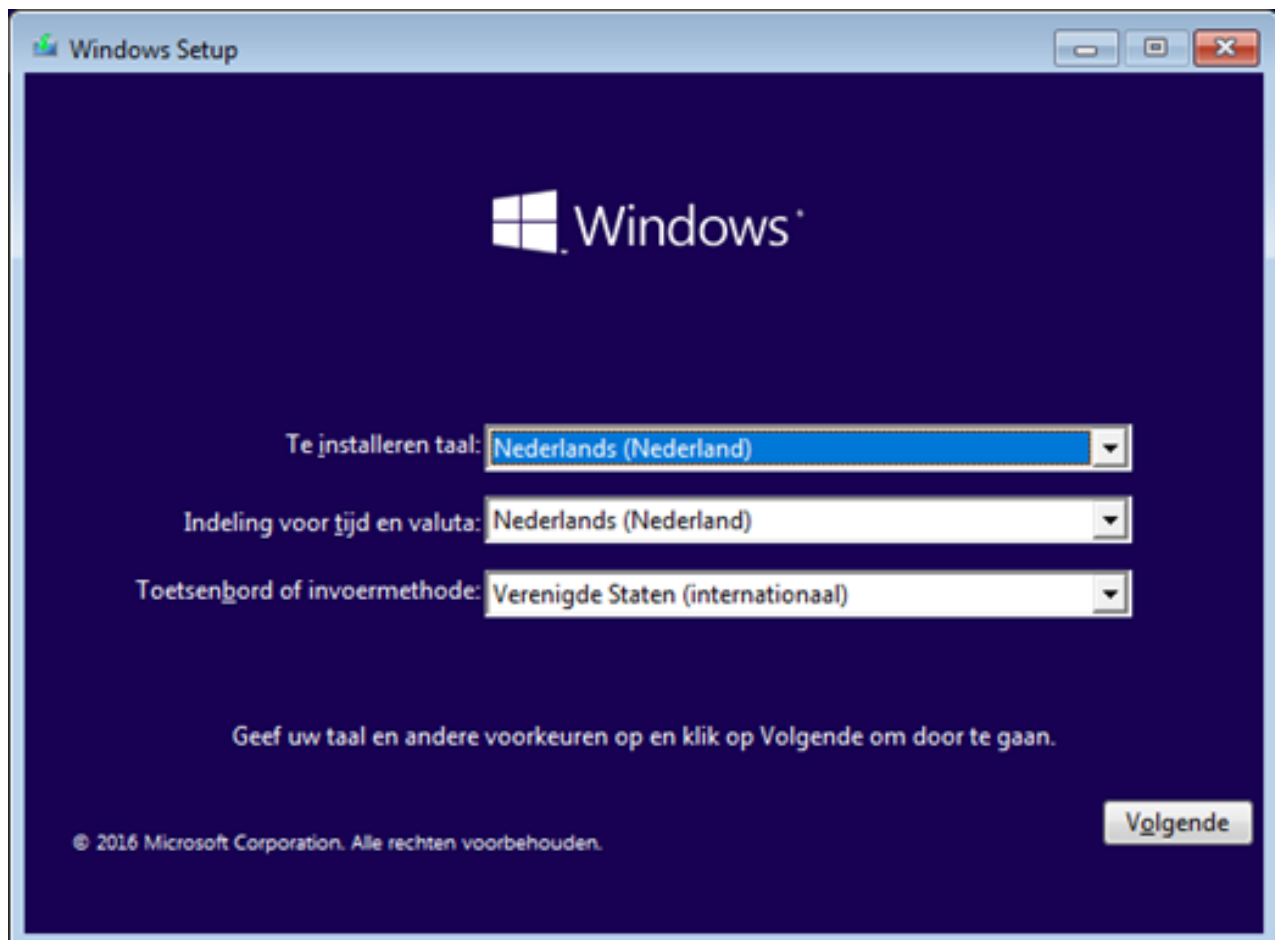 Windows Setup
Windows
Te installeren taal: Nederlands (Nederland)
Indeling voor tijd en valuta: Nederlands (Nederland)
Toetsenbord of invoermethode: Verenigde Staten (internationaal)
Geef uw taal en andere voorkeuren op en klik op Volgende om door te gaan.
Volgende
© 2016 Microsoft Corporation. Alle rechten voorbehouden.